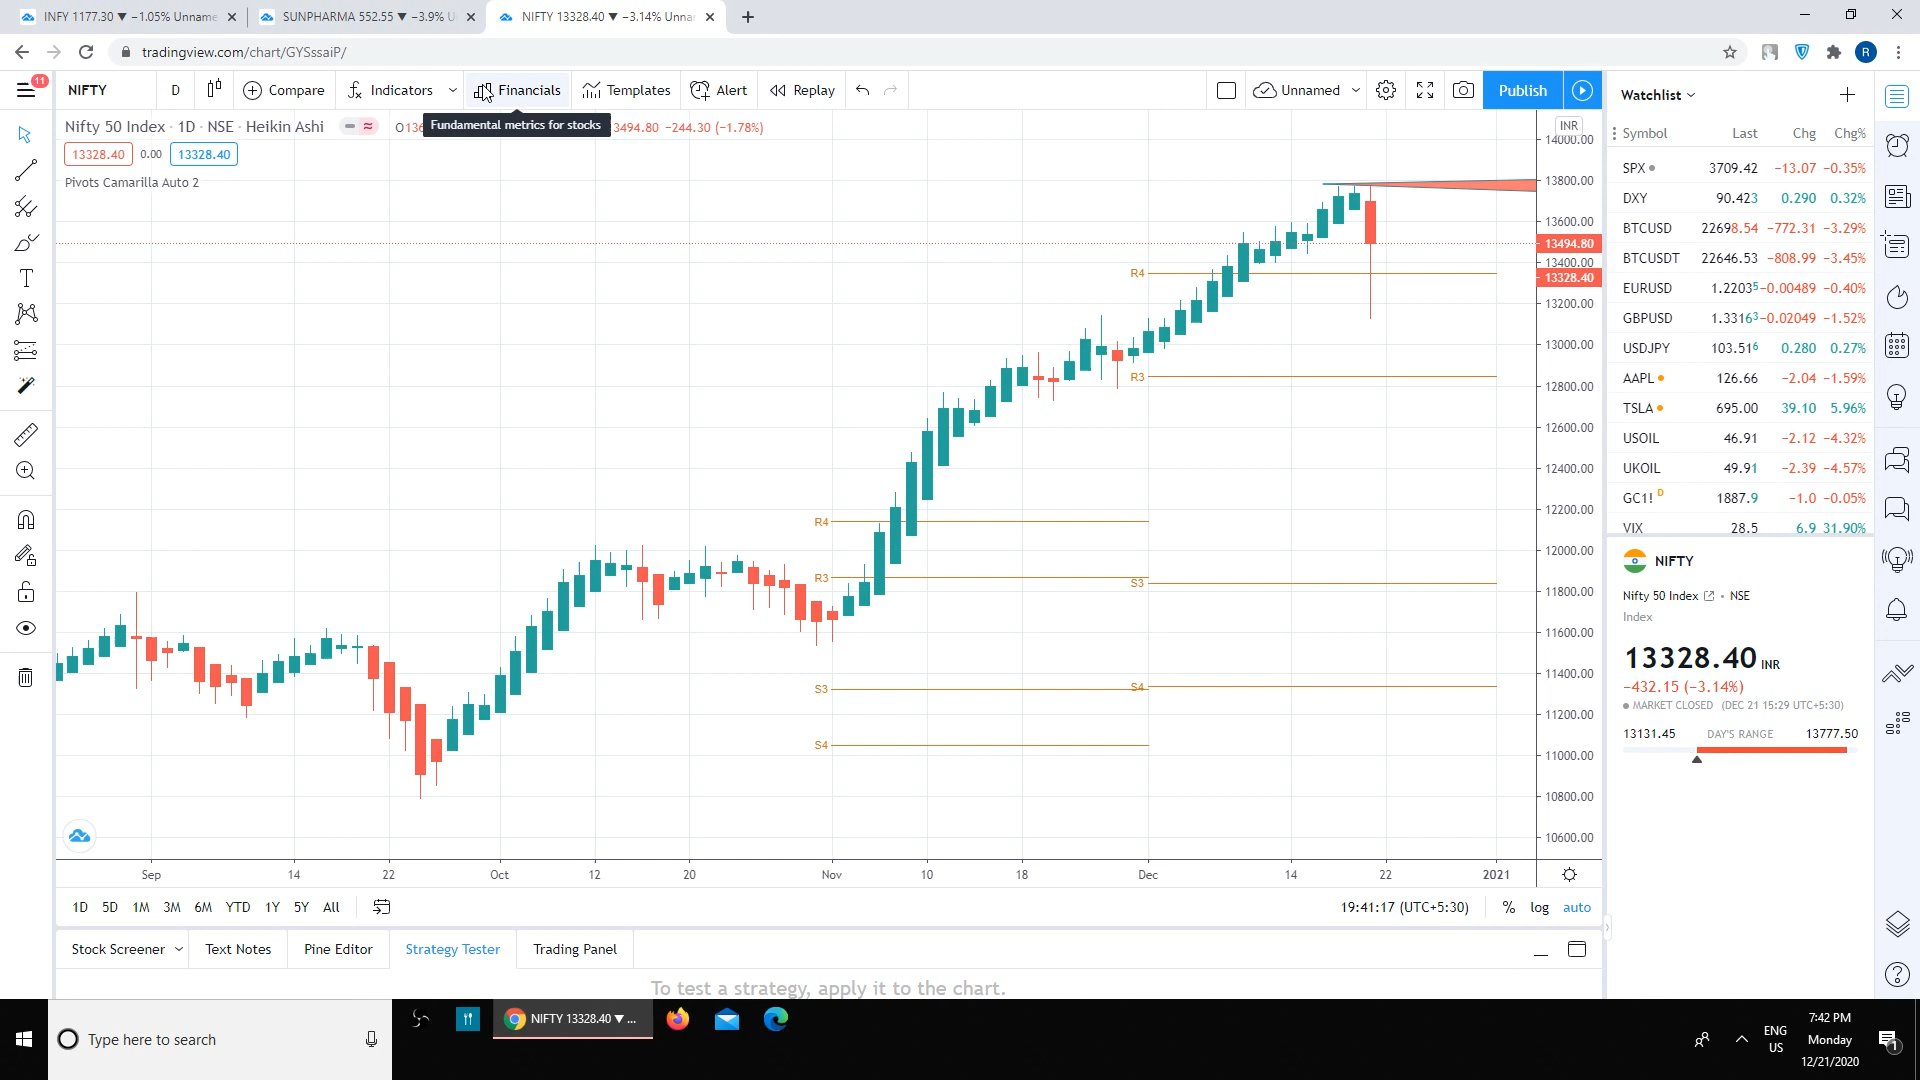 INFY 1177.30 ▼ −1.05% Unname
SUNPHARMA 552.55 ▼ −3.9% U
NIFTY 13328.40 ▼ −3.14% Unna
tradingview.com/chart/GYSssaiP/
R
11
NIFTY
D
Compare
Indicators
Financials
Templates
Alert
Replay
Unnamed
Publish
Nifty 50 Index · 1D · NSE · Heikin Ashi
Fundamental metrics for stocks
3494.80 −244.30 (−1.78%)
13328.40 0.00 13328.40
Pivots Camarilla Auto 2
INR
14000.00
13800.00
13600.00
13494.80
13400.00
13328.40
13200.00
13000.00
12800.00
12600.00
12400.00
12200.00
12000.00
11800.00
11600.00
11400.00
11200.00
11000.00
10800.00
10600.00
R4
R3
R4
R3
S3
S3
S4
S4
Sep 14 22 Oct 12 20 Nov 10 18 Dec 14 22 2021
1D 5D 1M 3M 6M YTD 1Y 5Y All
19:41:17 (UTC+5:30) % log auto
Stock Screener Text Notes Pine Editor Strategy Tester Trading Panel
To test a strategy, apply it to the chart.
Watchlist
Symbol Last Chg Chg%
SPX 3709.42 −13.07 −0.35%
DXY 90.423 0.290 0.32%
BTCUSD 22698.54 −772.31 −3.29%
BTCUSDT 22646.53 −808.99 −3.45%
EURUSD 1.22035 −0.00489 −0.40%
GBPUSD 1.33163 −0.02049 −1.52%
USDJPY 103.516 0.280 0.27%
AAPL 126.66 −2.04 −1.59%
TSLA 695.00 39.10 5.96%
USOIL 46.91 −2.12 −4.32%
UKOIL 49.91 −2.39 −4.57%
GC1! D 1887.9 −1.0 −0.05%
VIX 28.5 6.9 31.90%
NIFTY
Nifty 50 Index • NSE
Index
13328.40 INR
−432.15 (−3.14%)
MARKET CLOSED (DEC 21 15:29 UTC+5:30)
13131.45 DAY'S RANGE 13777.50
Type here to search
NIFTY 13328.40 ▼ ...
ENG
US
7:42 PM
Monday
12/21/2020
1